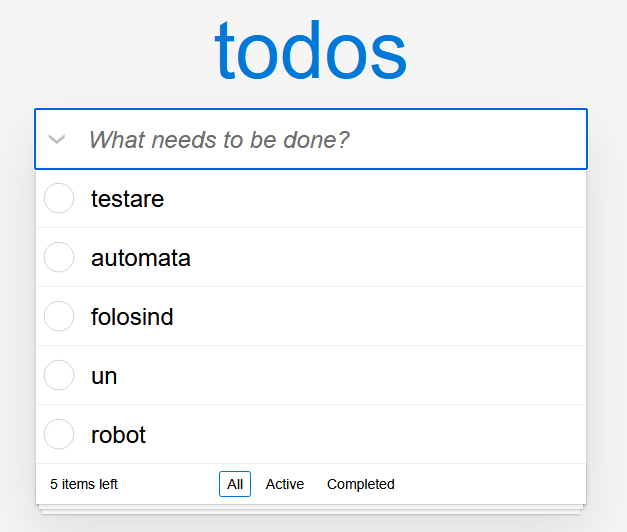 todos
What needs to be done?
testare
automata
folosind
un
robot
5 items left All Active Completed